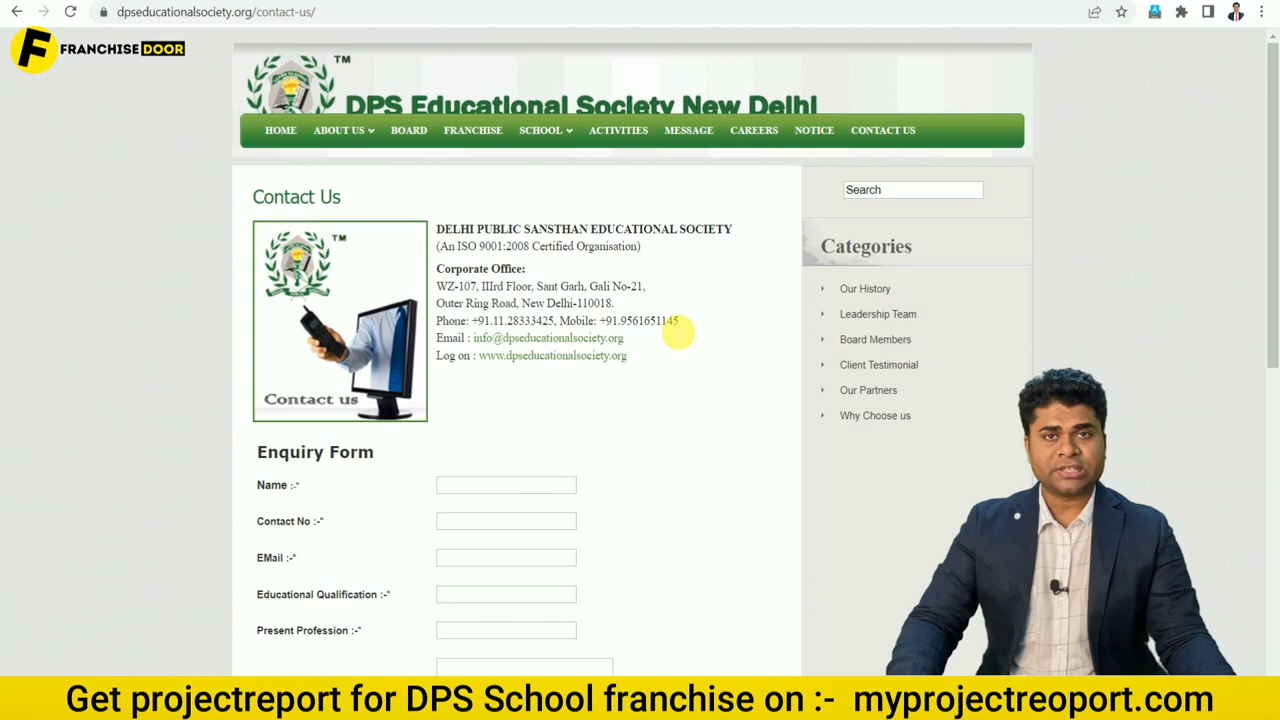 dpseducationalsociety.org/contact-us/
F FRANCHISE DOOR
TM
DPS Educational Society New Delhi
HOME ABOUT US BOARD FRANCHISE SCHOOL ACTIVITIES MESSAGE CAREERS NOTICE CONTACT US
Contact Us
TM
Contact us
DELHI PUBLIC SANSTHAN EDUCATIONAL SOCIETY
(An ISO 9001:2008 Certified Organisation)
Corporate Office:
WZ-107, IIIrd Floor, Sant Garh, Gali No-21,
Outer Ring Road, New Delhi-110018.
Phone: +91.11.28333425, Mobile: +91.9561651145
Email : info@dpseducationalsociety.org
Log on : www.dpseducationalsociety.org
Search
Categories
Our History
Leadership Team
Board Members
Client Testimonial
Our Partners
Why Choose us
Enquiry Form
Name :-*
Contact No :-*
EMail :-*
Educational Qualification :-*
Present Profession :-*
Get projectreport for DPS School franchise on :- myprojectreoport.com